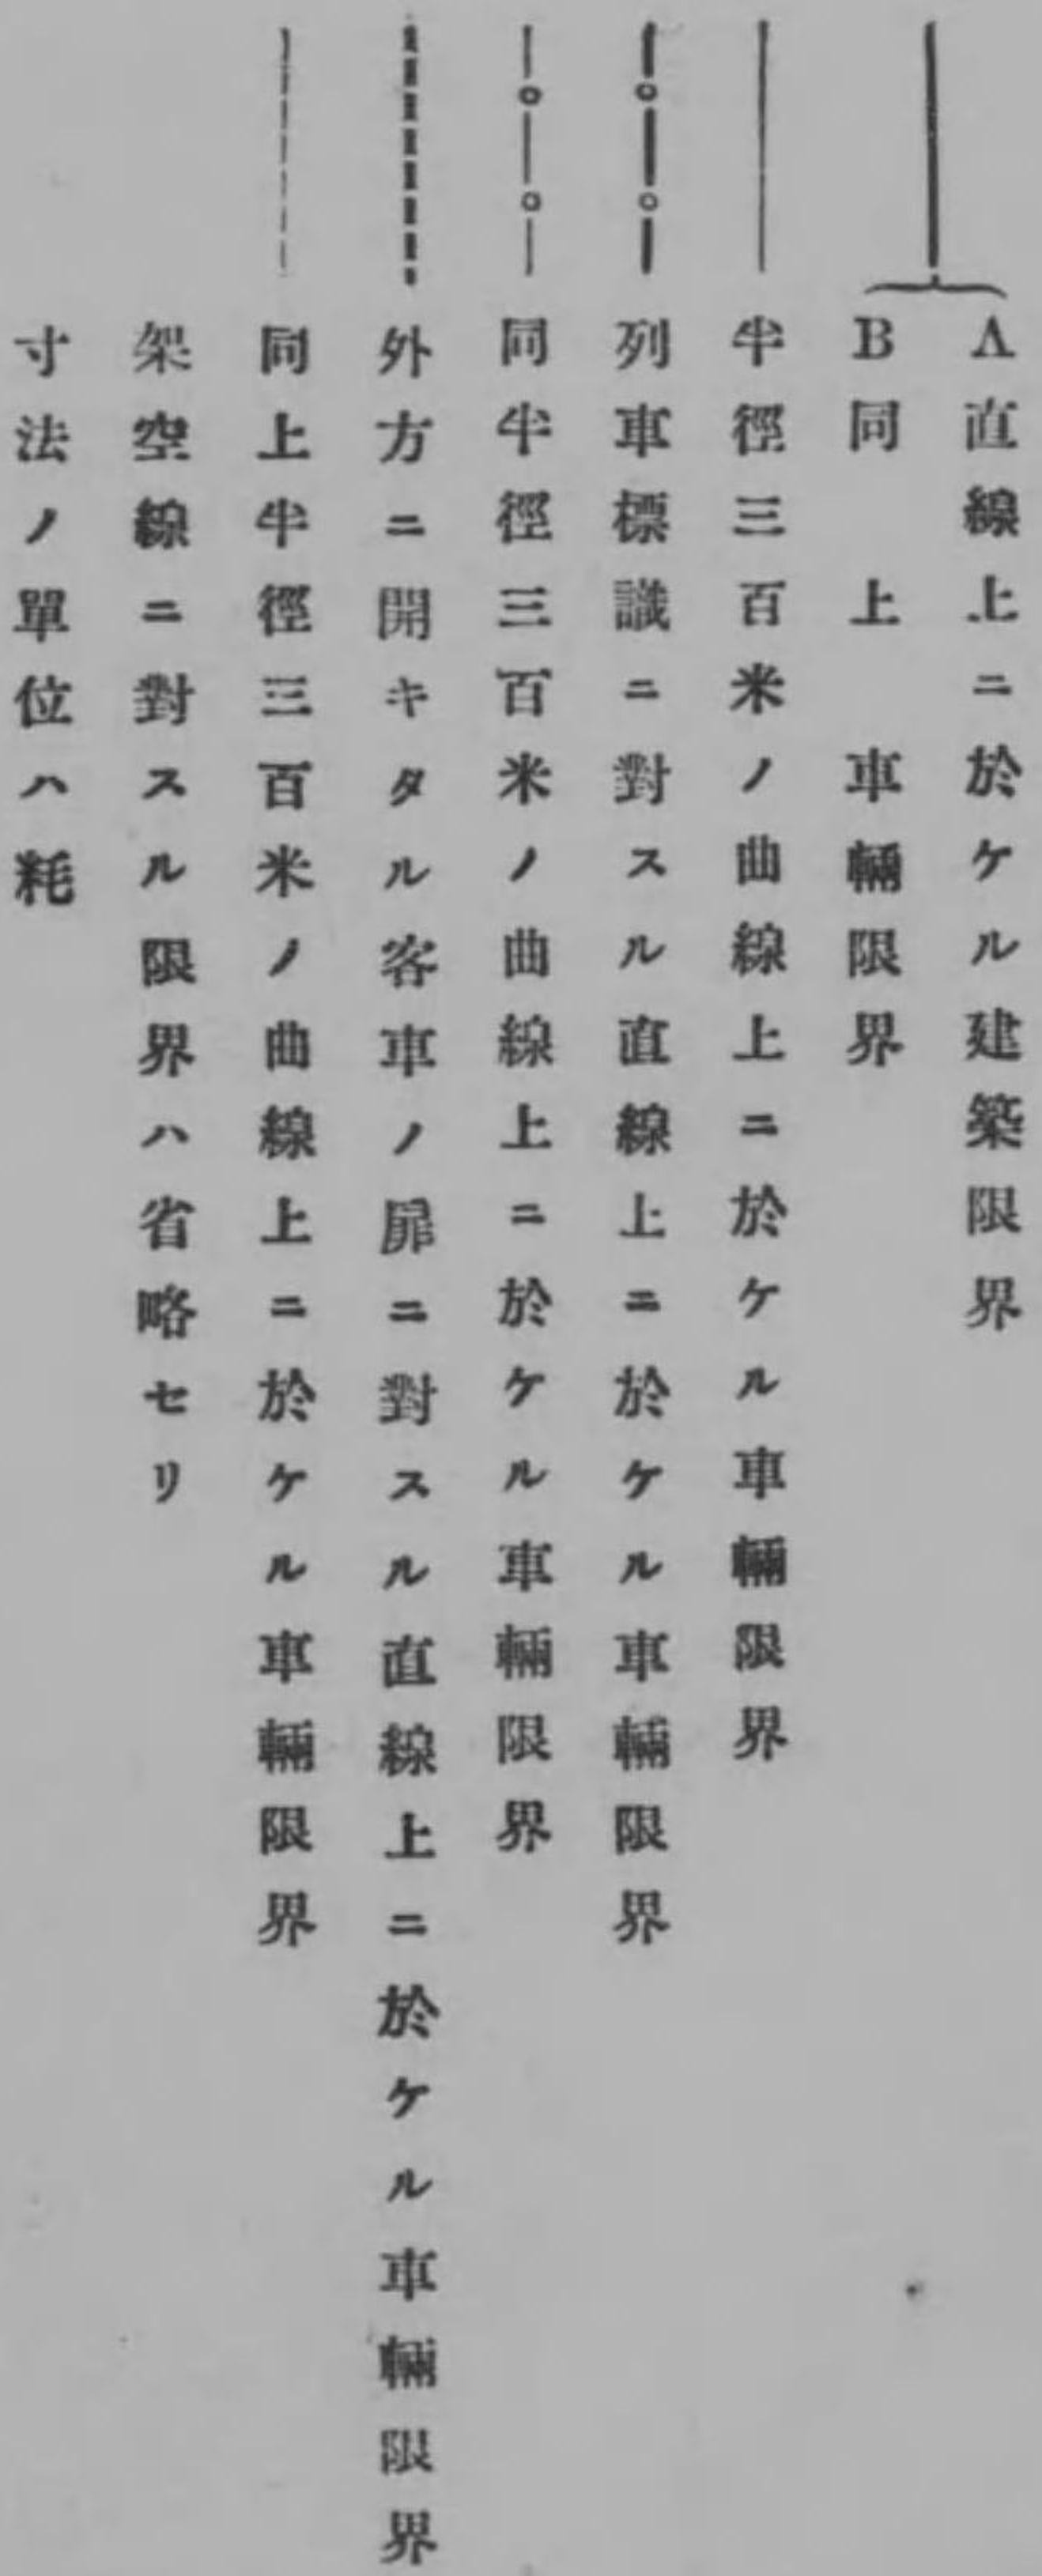 A直線上ニ於ケル建築限界
B同上車輛限界
半徑三百米ノ曲線上ニ於ケル車輛限界
列車標識ニ對スル直線上ニ於ケル車輛限界
同半徑三百米ノ曲線上ニ於ケル車輛限界
外方ニ開キタル客車ノ扉ニ對スル直線上ニ於ケル車輛限界
同上半徑三百米ノ曲線上ニ於ケル車輛限界
架空線ニ對スル限界ハ省略セリ
寸法ノ單位ハ粍